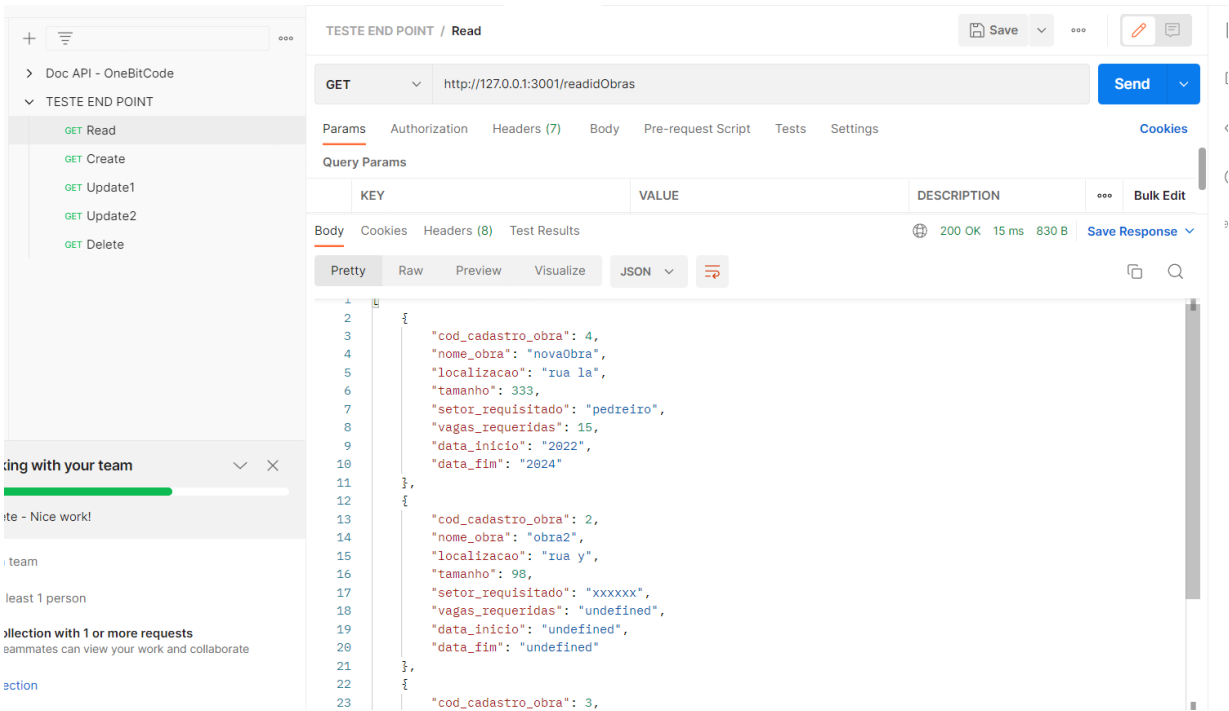 TESTE END POINT / Read
Save
Doc API - OneBitCode
TESTE END POINT
GET Read
GET Create
GET Update1
GET Update2
GET Delete
king with your team
ete - Nice work!
team
least 1 person
ollection with 1 or more requests
eammates can view your work and collaborate
ection
GET
http://127.0.0.1:3001/readidObras
Send
Params Authorization Headers (7) Body Pre-request Script Tests Settings
Cookies
Query Params
KEY VALUE DESCRIPTION Bulk Edit
Body Cookies Headers (8) Test Results
200 OK 15 ms 830 B Save Response
Pretty Raw Preview Visualize JSON
1 [
2 {
3 "cod_cadastro_obra": 4,
4 "nome_obra": "novaObra",
5 "localizacao": "rua la",
6 "tamanho": 333,
7 "setor_requisitado": "pedreiro",
8 "vagas_requeridas": 15,
9 "data_inicio": "2022",
10 "data_fim": "2024"
11 },
12 {
13 "cod_cadastro_obra": 2,
14 "nome_obra": "obra2",
15 "localizacao": "rua y",
16 "tamanho": 98,
17 "setor_requisitado": "xxxxxx",
18 "vagas_requeridas": "undefined",
19 "data_inicio": "undefined",
20 "data_fim": "undefined"
21 },
22 {
23 "cod_cadastro_obra": 3,